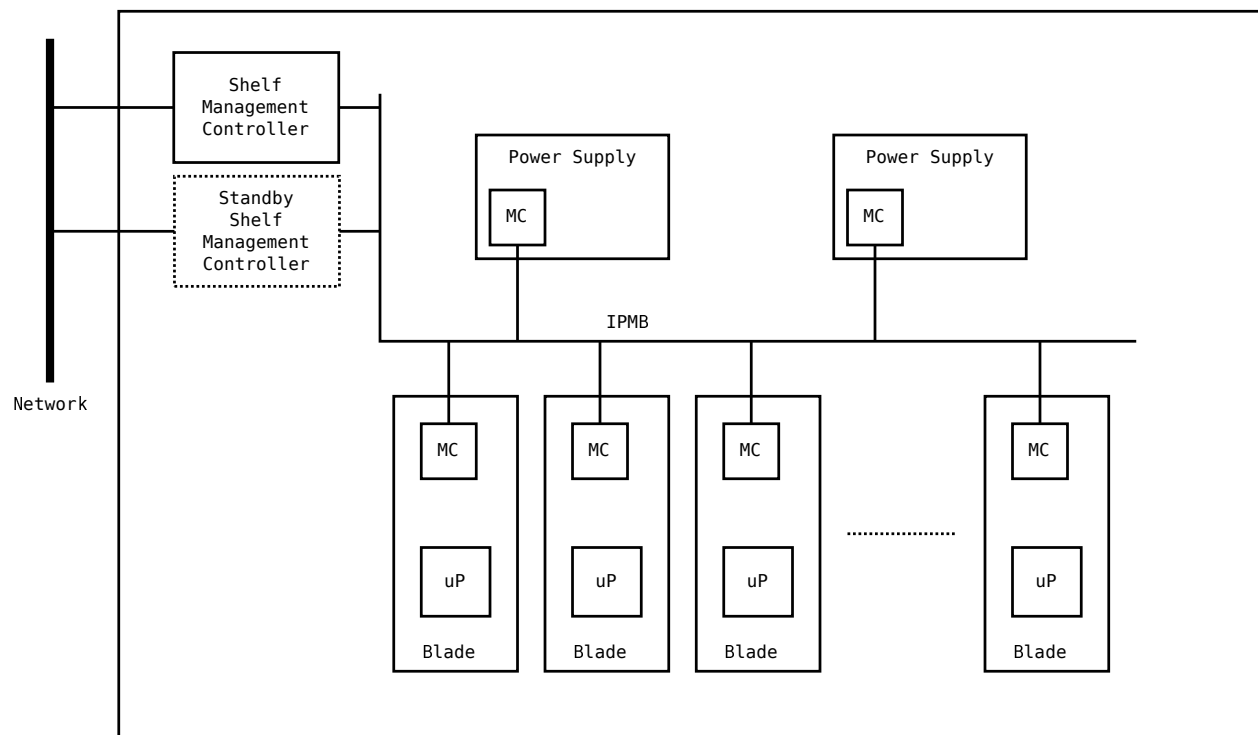 Shelf
Management
Controller
Standby
Shelf
Management
Controller
Network
Power Supply
MC
Power Supply
MC
IPMB
MC
uP
Blade
MC
uP
Blade
MC
uP
Blade
MC
uP
Blade